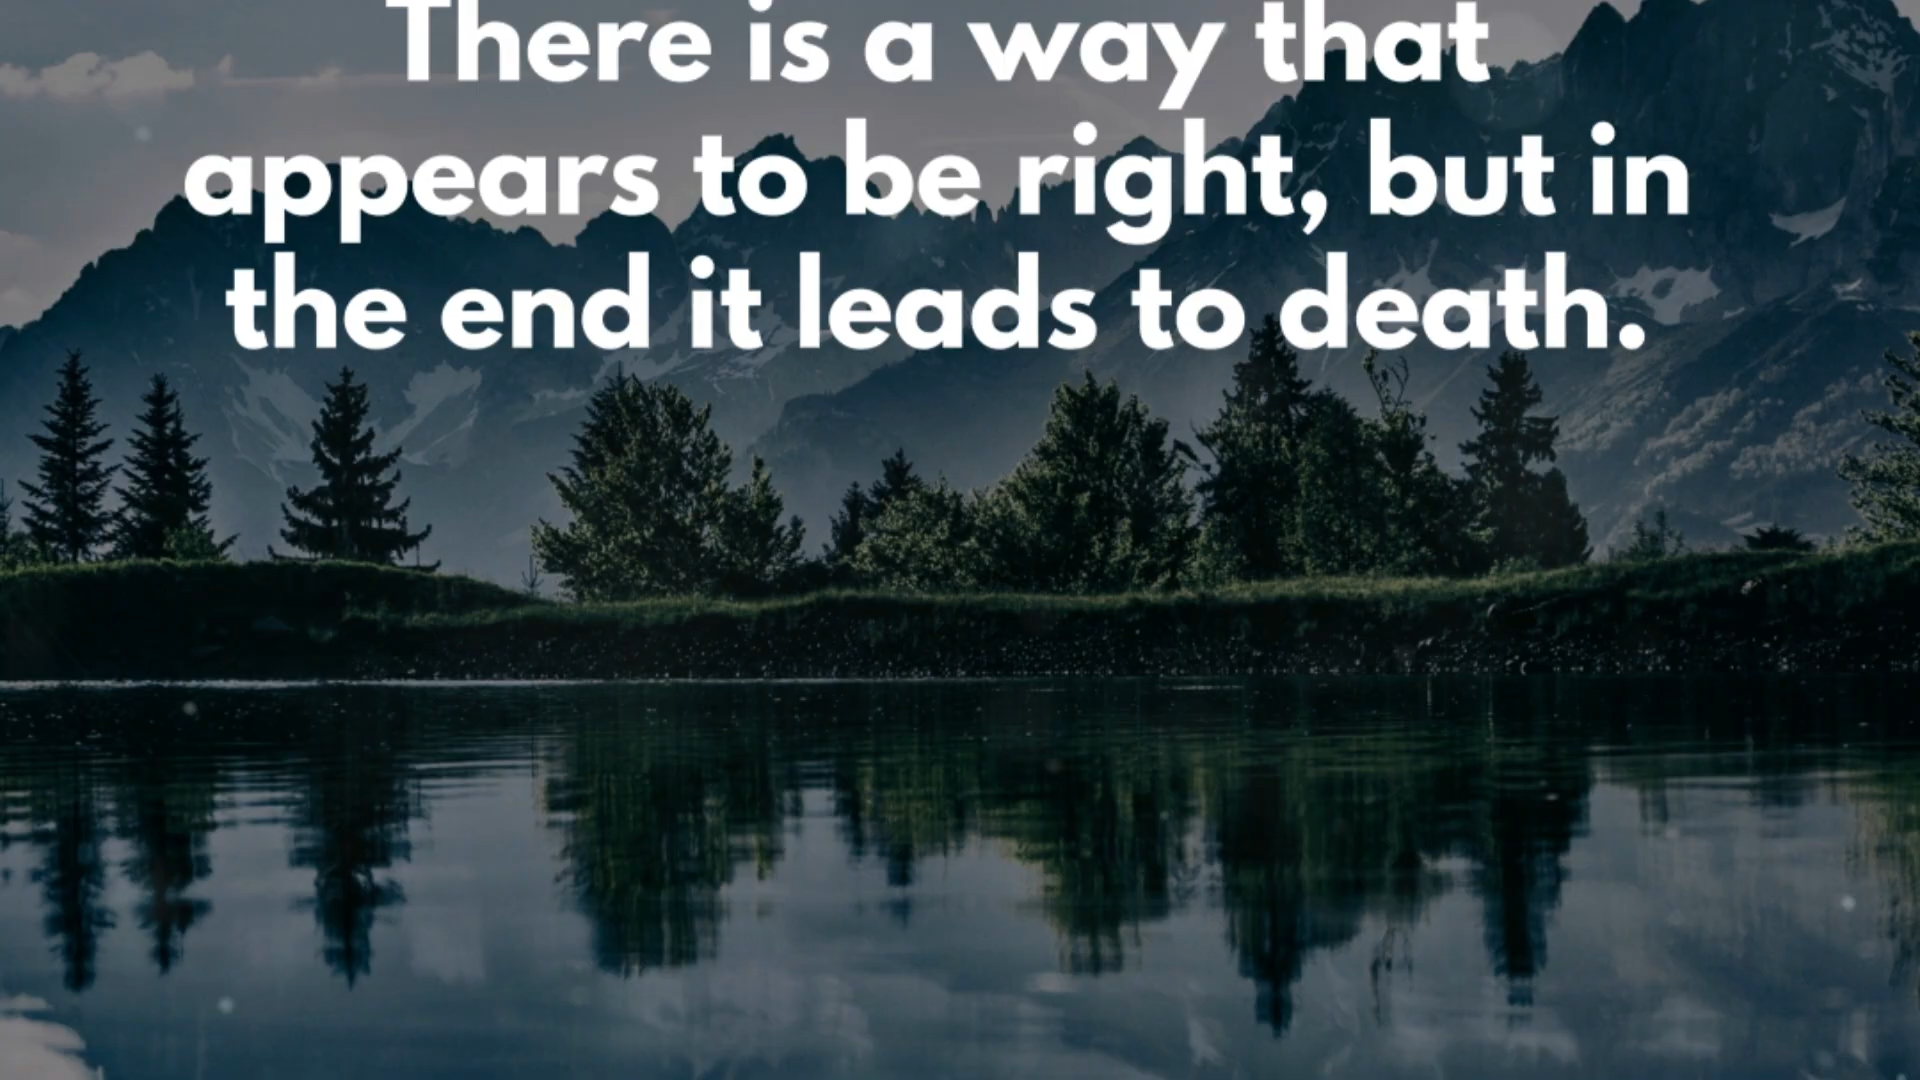 There is a way that
appears to be right, but in
the end it leads to death.